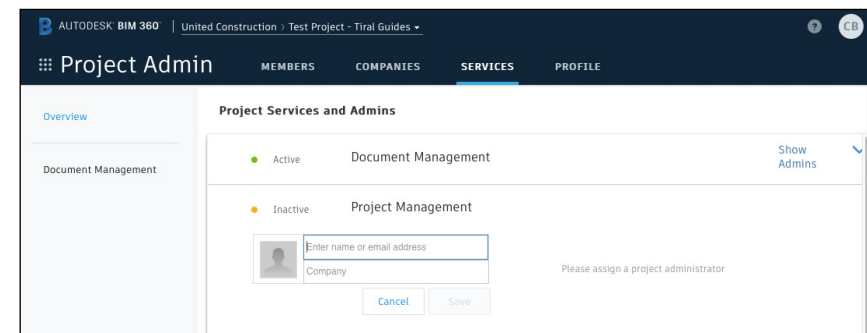 AUTODESK® BIM 360® | United Construction > Test Project - Tiral Guides
? CB
Project Admin MEMBERS COMPANIES SERVICES PROFILE
Overview
Document Management
Project Services and Admins
Active Document Management Show
Admins
Inactive Project Management
Enter name or email address
Company
Please assign a project administrator
Cancel Save